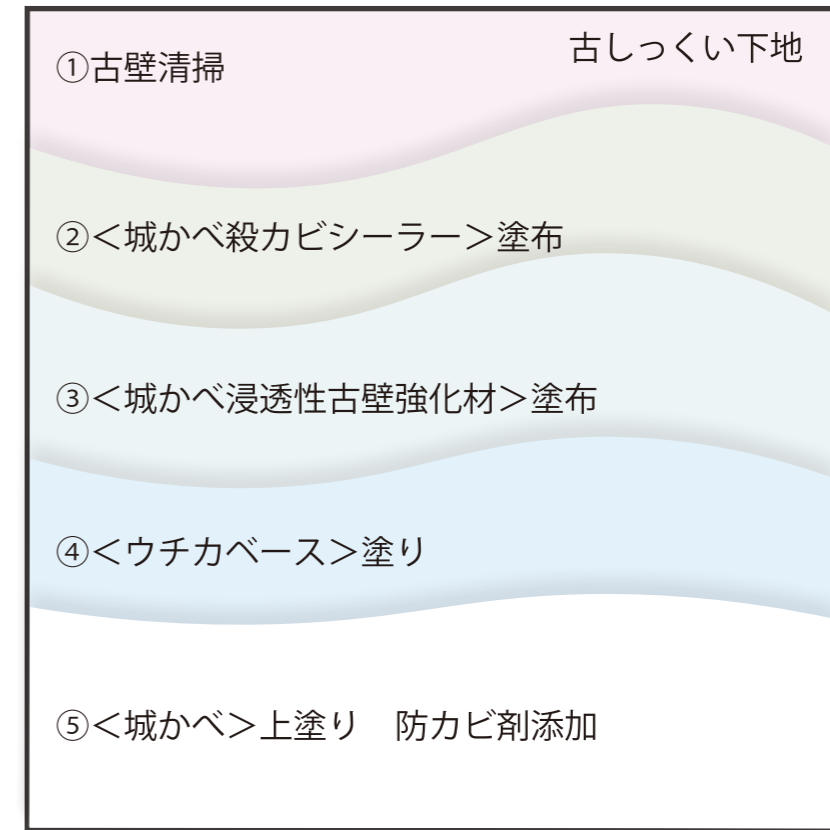 古しっくい下地
①古壁清掃
②＜城かべ殺カビシーラー＞塗布
③＜城かべ浸透性古壁強化材＞塗布
④＜ウチカベース＞塗り
⑤＜城かべ＞上塗り　防カビ剤添加